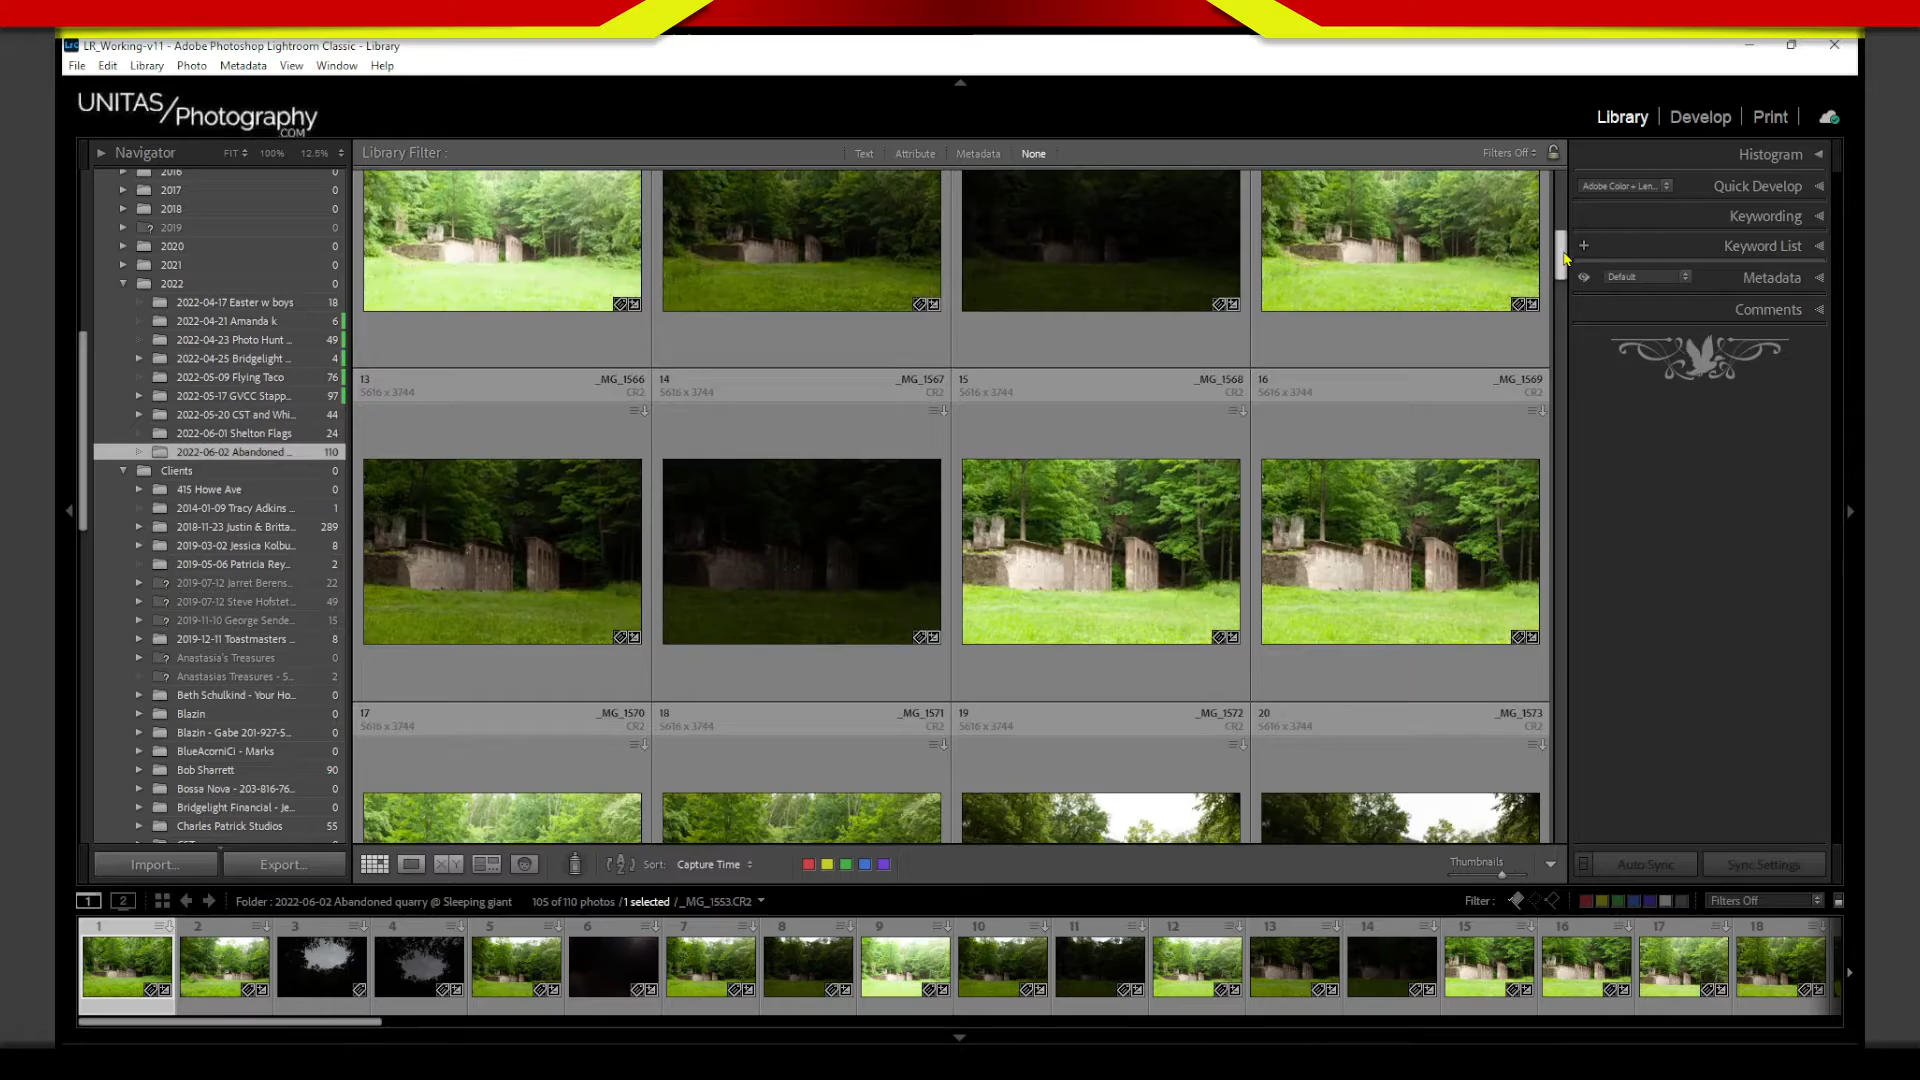 LR_Working-v11 - Adobe Photoshop Lightroom Classic - Library
File Edit Library Photo Metadata View Window Help
UNITAS/Photography
.COM
Library | Develop | Print |
Navigator FIT 100% 12.5%
Library Filter : Text Attribute Metadata None Filters Off
Histogram
Adobe Color + Len... Quick Develop
Keywording
Keyword List
Default Metadata
Comments
2016 0
2017 0
2018 0
2019 0
2020 0
2021 0
2022 0
2022-04-17 Easter w boys 18
2022-04-21 Amanda k 6
2022-04-23 Photo Hunt ... 49
2022-04-25 Bridgelight ... 4
2022-05-09 Flying Taco 76
2022-05-17 GVCC Stapp... 97
2022-05-20 CST and Whi... 44
2022-06-01 Shelton Flags 24
2022-06-02 Abandoned ... 110
Clients 0
415 Howe Ave 0
2014-01-09 Tracy Adkins ... 1
2018-11-23 Justin & Britta... 289
2019-03-02 Jessica Kolbu... 8
2019-05-06 Patricia Rey... 2
2019-07-12 Jarret Berens... 22
2019-07-12 Steve Hofstet... 49
2019-11-10 George Sende... 15
2019-12-11 Toastmasters ... 8
Anastasia's Treasures 0
Anastasias Treasures - S... 2
Beth Schulkind - Your Ho... 0
Blazin 0
Blazin - Gabe 201-927-5... 0
BlueAcorniCi - Marks 0
Bob Sharrett 90
Bossa Nova - 203-816-76... 0
Bridgelight Financial - Je... 0
Charles Patrick Studios 55
13 _MG_1566
5616 x 3744 CR2
14 _MG_1567
5616 x 3744 CR2
15 _MG_1568
5616 x 3744 CR2
16 _MG_1569
5616 x 3744 CR2
17 _MG_1570
5616 x 3744 CR2
18 _MG_1571
5616 x 3744 CR2
19 _MG_1572
5616 x 3744 CR2
20 _MG_1573
5616 x 3744 CR2
Import... Export... Sort: Capture Time Thumbnails Auto Sync Sync Settings
1 2 Folder : 2022-06-02 Abandoned quarry @ Sleeping giant 105 of 110 photos / 1 selected / _MG_1553.CR2 Filter : Filters Off
1 2 3 4 5 6 7 8 9 10 11 12 13 14 15 16 17 18